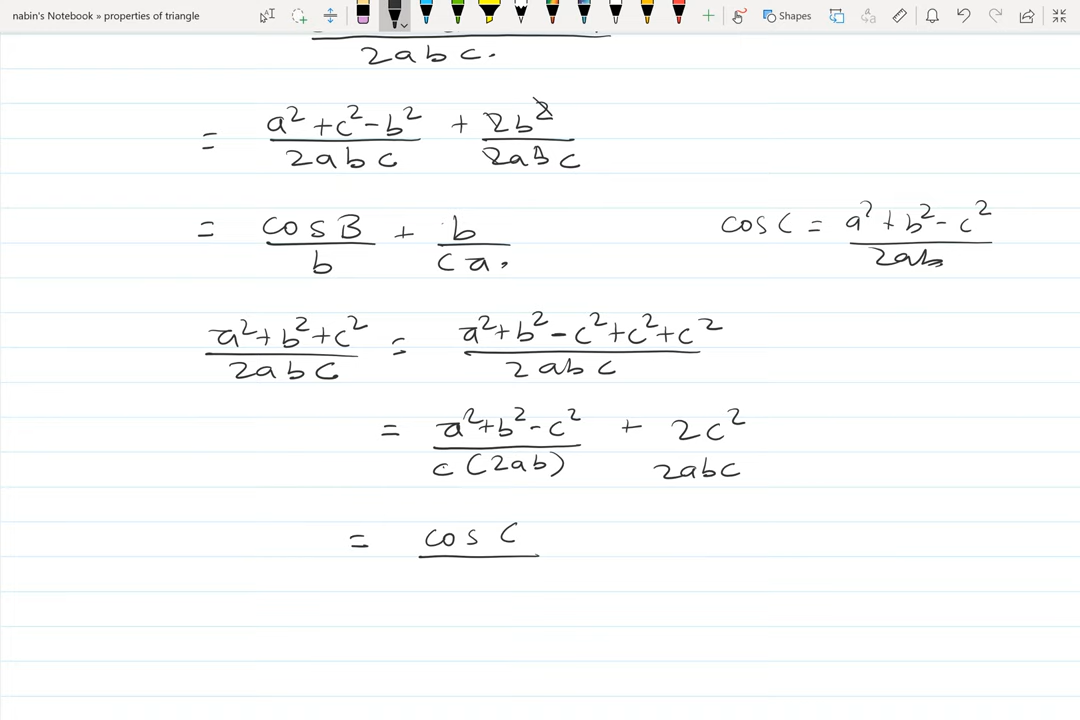 nabin's Notebook » properties of triangle
Shapes
2abc.
= (a² + c² - b²)/(2abc) + (2b²)/(2abc)
= (cos B)/b + b/(ca.)
cos C = (a² + b² - c²)/(2ab)
(a² + b² + c²)/(2abc) = (a² + b² - c² + c² + c²)/(2abc)
= (a² + b² - c²)/(c(2ab)) + 2c² 2abc
= cos C